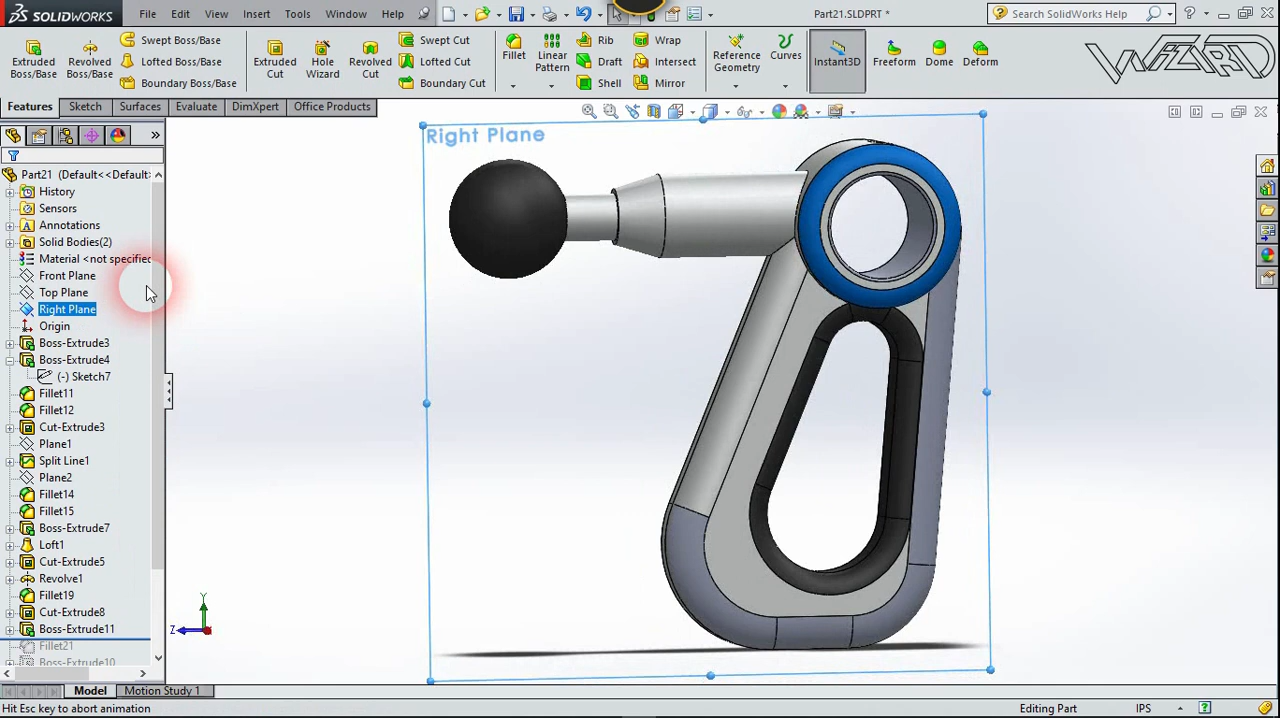 SOLIDWORKS
File Edit View Insert Tools Window Help
Part21.SLDPRT *
Search SolidWorks Help
Extruded Boss/Base
Revolved Boss/Base
Swept Boss/Base
Lofted Boss/Base
Boundary Boss/Base
Extruded Cut
Hole Wizard
Revolved Cut
Swept Cut
Lofted Cut
Boundary Cut
Fillet
Linear Pattern
Rib
Draft
Shell
Wrap
Intersect
Mirror
Reference Geometry
Curves
Instant3D
Freeform
Dome
Deform
WIZARD
Features Sketch Surfaces Evaluate DimXpert Office Products
Right Plane
Part21 (Default<<Default>
History
Sensors
Annotations
Solid Bodies(2)
Material <not specified
Front Plane
Top Plane
Right Plane
Origin
Boss-Extrude3
Boss-Extrude4
(-) Sketch7
Fillet11
Fillet12
Cut-Extrude3
Plane1
Split Line1
Plane2
Fillet14
Fillet15
Boss-Extrude7
Loft1
Cut-Extrude5
Revolve1
Fillet19
Cut-Extrude8
Boss-Extrude11
Fillet21
Boss-Extrude10
Y
Z
Model Motion Study 1
Hit Esc key to abort animation
Editing Part
IPS